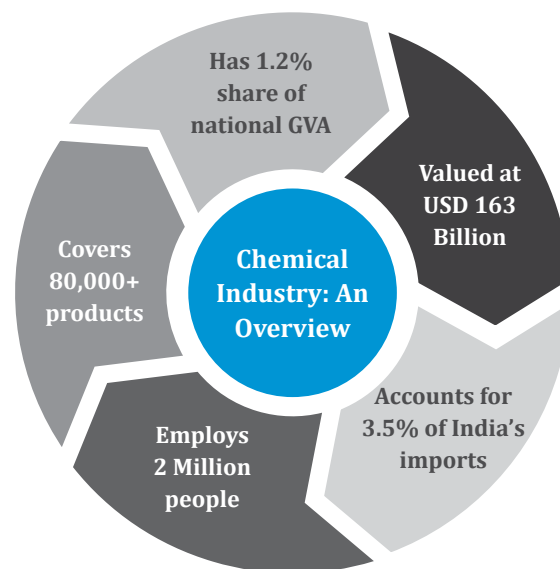 Has 1.2%
share of
national GVA
Valued at
USD 163
Billion
Accounts for
3.5% of India’s
imports
Employs
2 Million
people
Covers
80,000+
products
Chemical
Industry: An
Overview